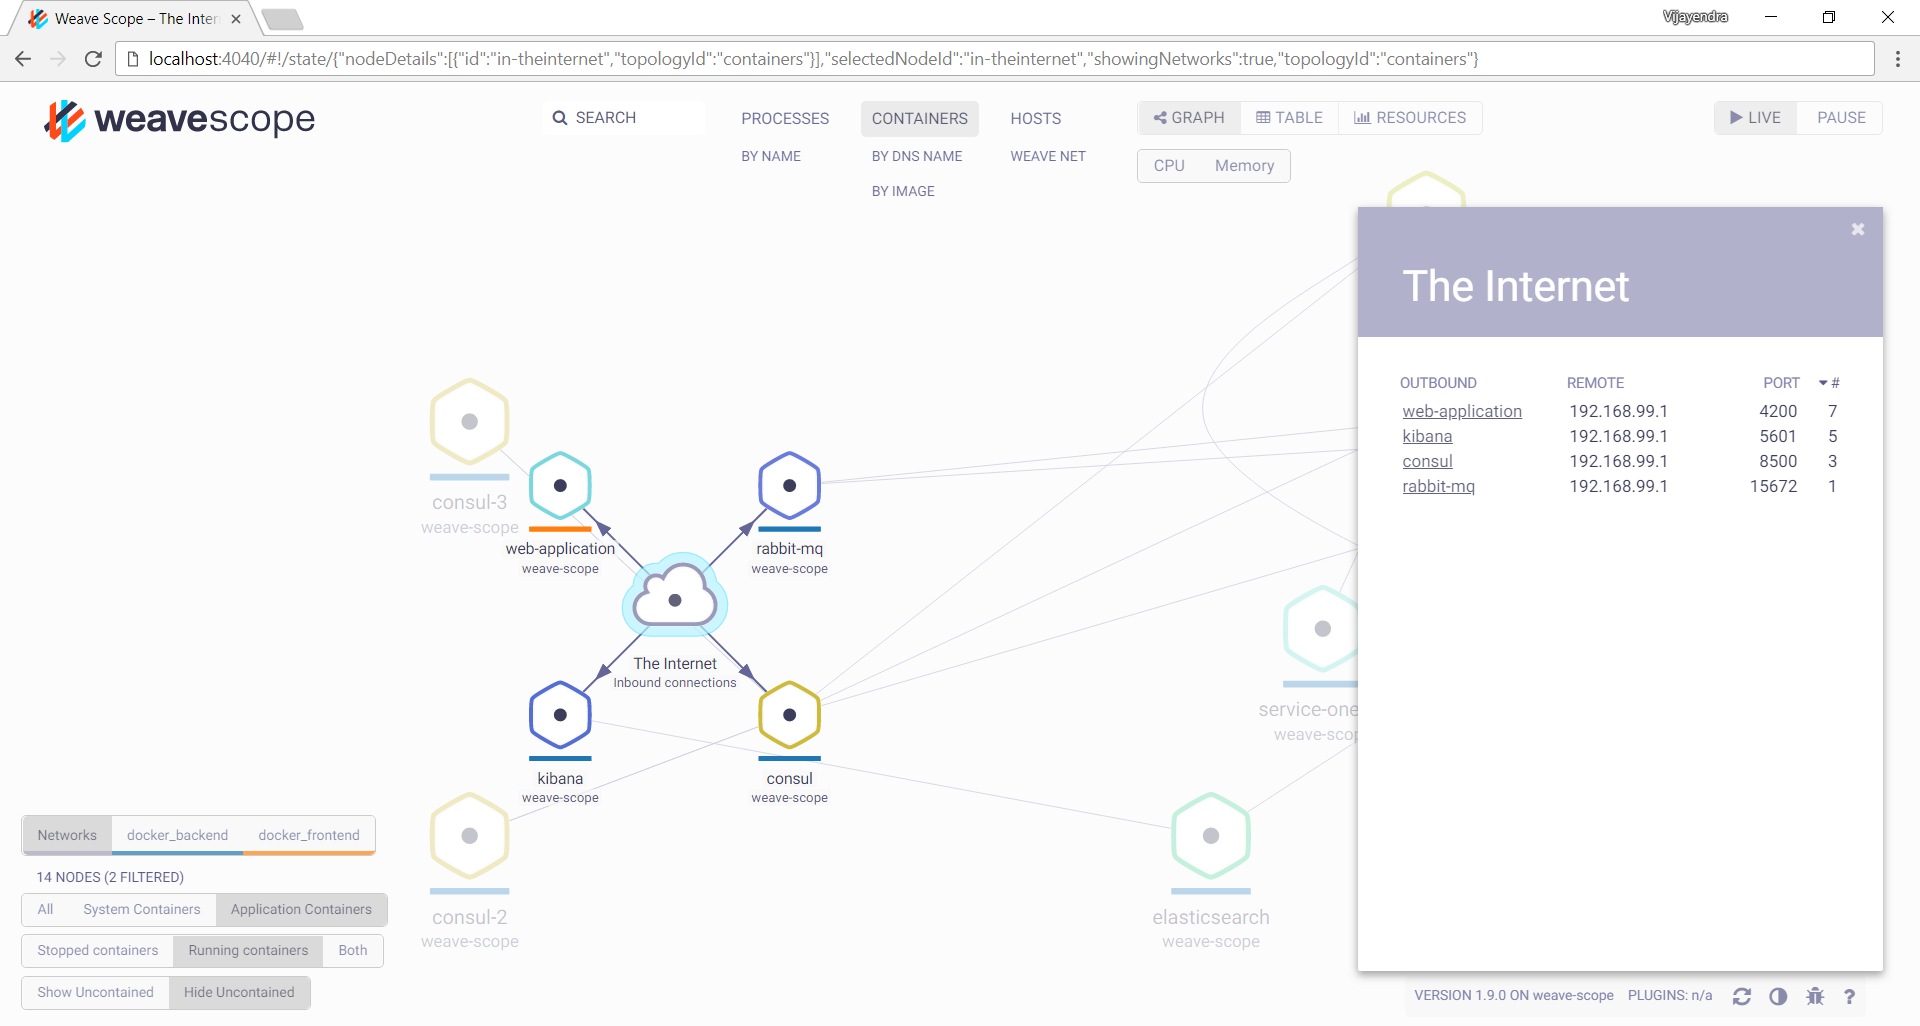 Weave Scope – The Inter
Vijayendra
localhost:4040/#!/state/{"nodeDetails":[{"id":"in-theinternet","topologyId":"containers"}],"selectedNodeId":"in-theinternet","showingNetworks":true,"topologyId":"containers"}
weavescope
SEARCH
PROCESSES
CONTAINERS
HOSTS
GRAPH
TABLE
RESOURCES
LIVE
PAUSE
BY NAME
BY DNS NAME
WEAVE NET
CPU
Memory
BY IMAGE
The Internet
OUTBOUND REMOTE PORT #
web-application 192.168.99.1 4200 7
kibana 192.168.99.1 5601 5
consul 192.168.99.1 8500 3
rabbit-mq 192.168.99.1 15672 1
consul-3
weave-scope
web-application
weave-scope
rabbit-mq
weave-scope
The Internet
Inbound connections
kibana
weave-scope
consul
weave-scope
service-one
weave-scop
consul-2
weave-scope
elasticsearch
weave-scope
Networks
docker_backend
docker_frontend
14 NODES (2 FILTERED)
All
System Containers
Application Containers
Stopped containers
Running containers
Both
Show Uncontained
Hide Uncontained
VERSION 1.9.0 ON weave-scope
PLUGINS: n/a
?